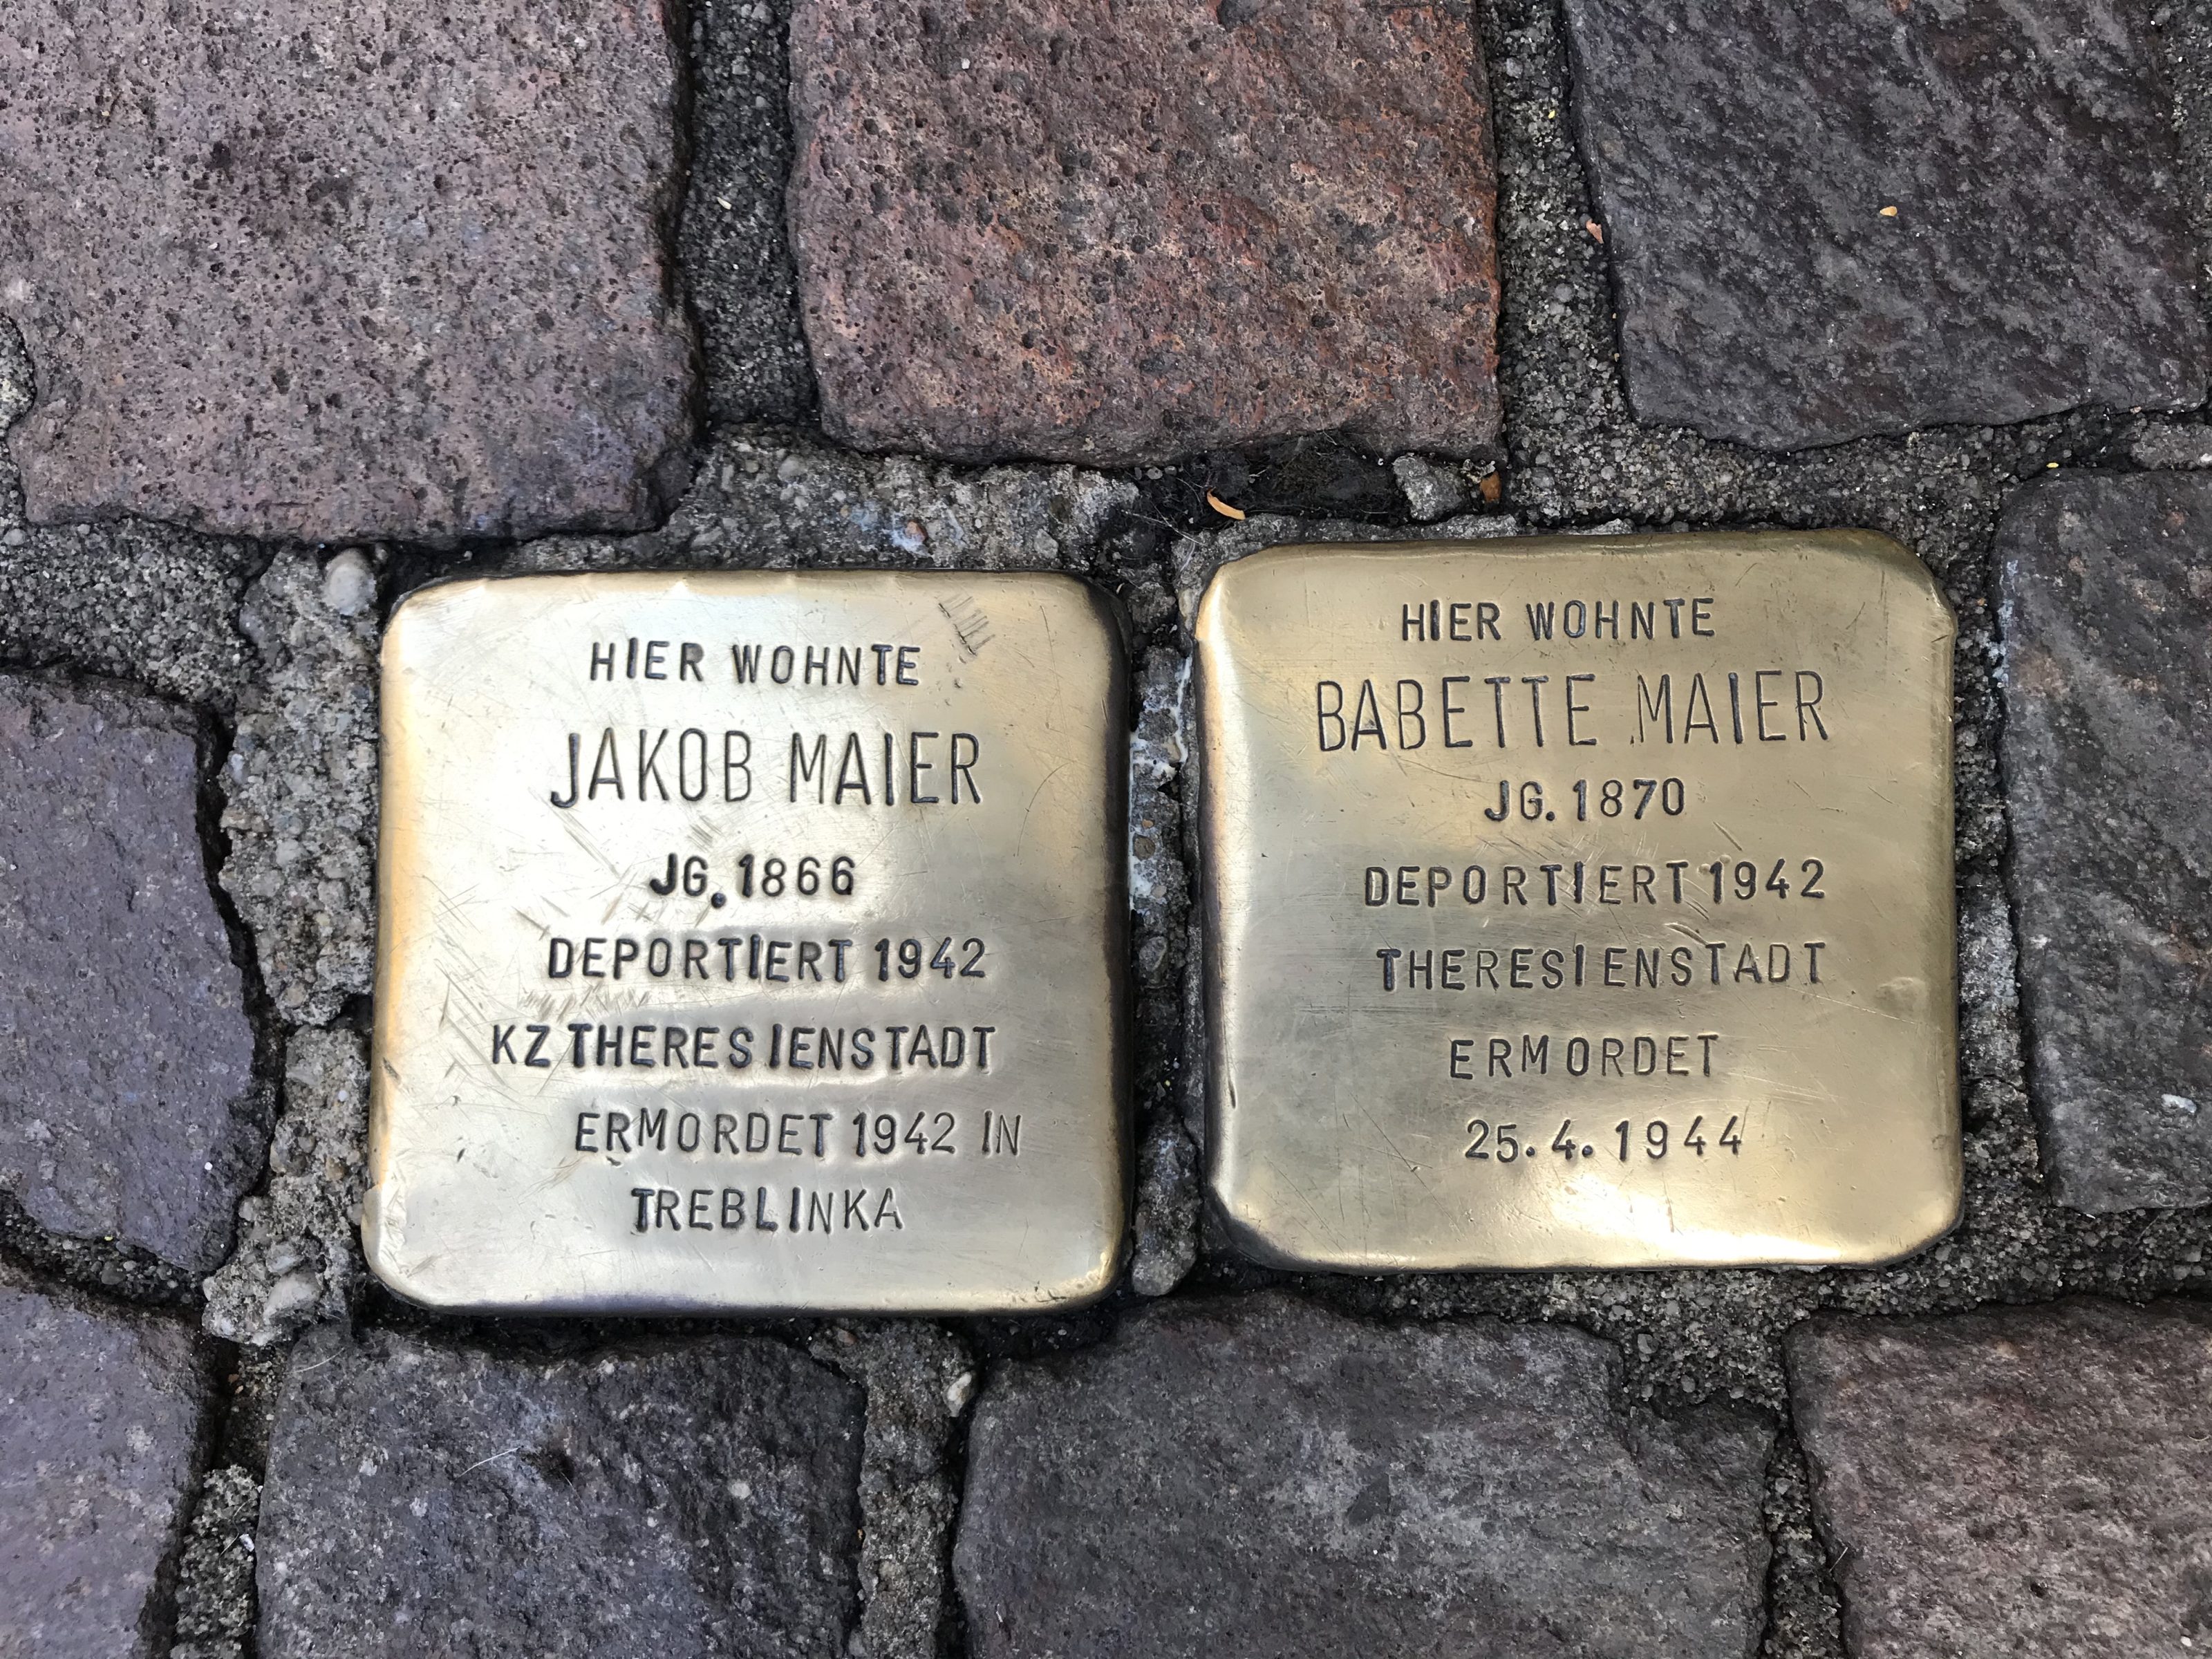 HIER WOHNTE
JAKOB MAIER
JG. 1866
DEPORTIERT 1942
KZ THERESIENSTADT
ERMORDET 1942 IN
TREBLINKA
HIER WOHNTE
BABETTE MAIER
JG. 1870
DEPORTIERT 1942
THERESIENSTADT
ERMORDET
25. 4. 1944